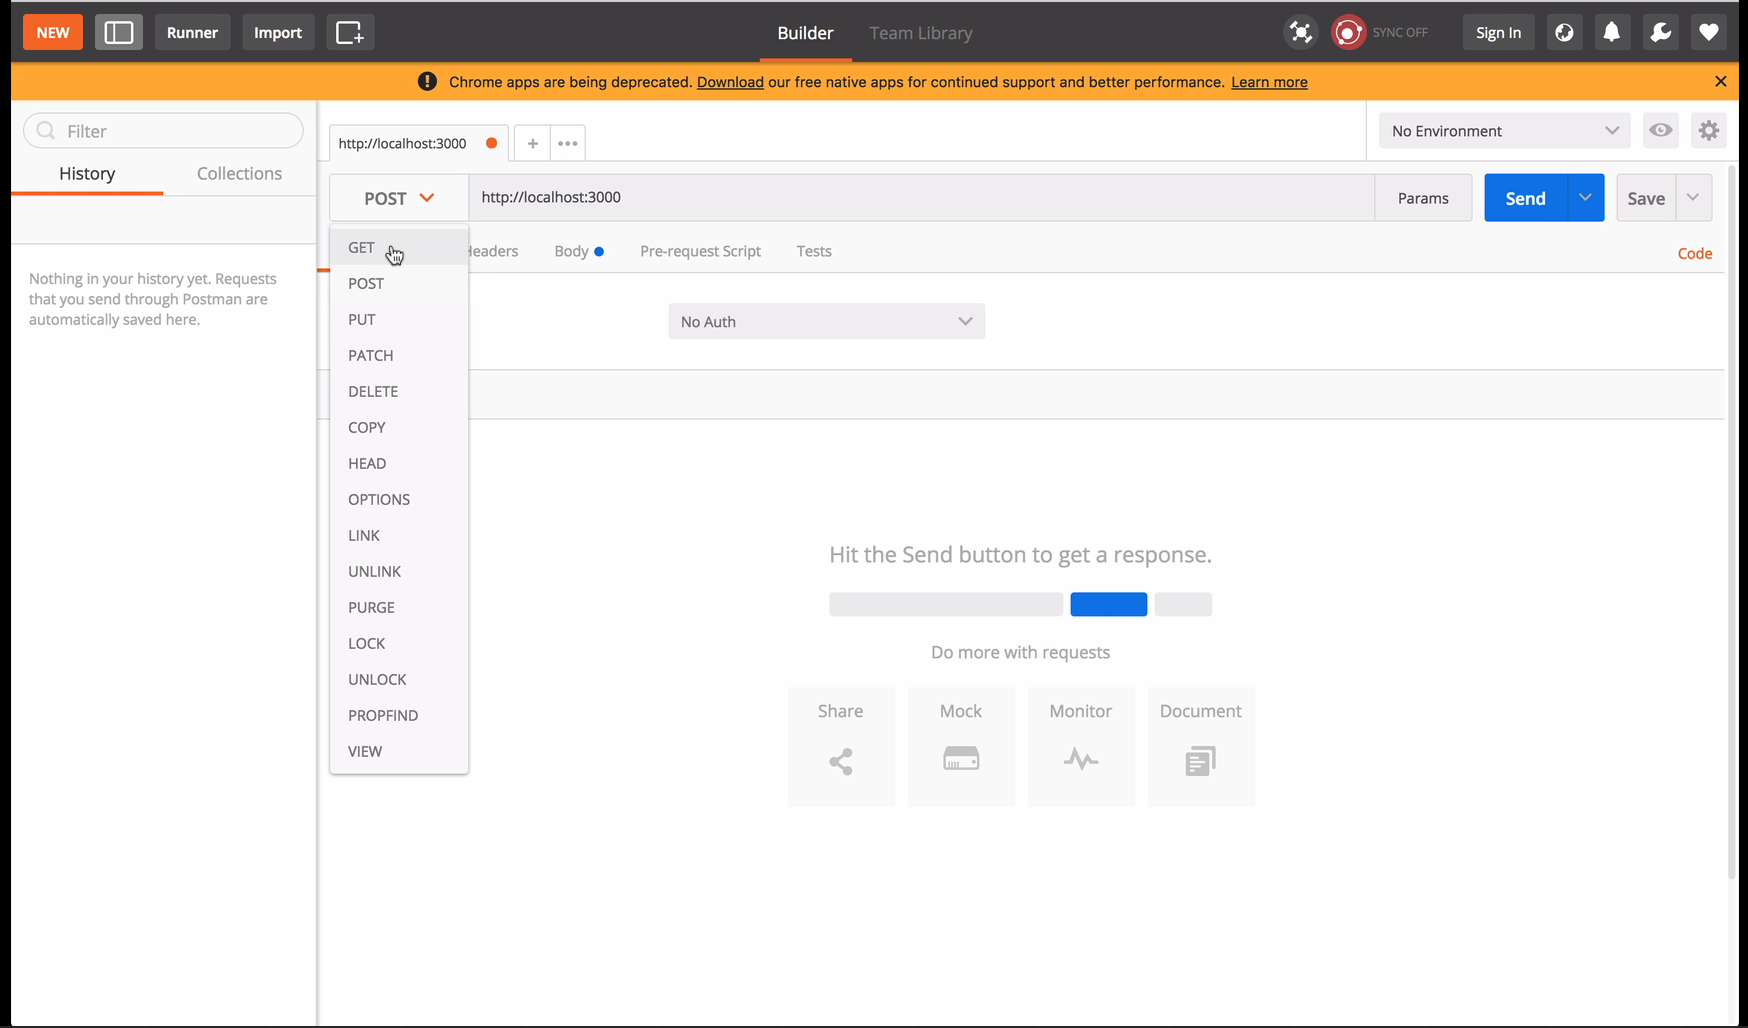 NEW
Runner
Import
Builder
Team Library
SYNC OFF
Sign In
Chrome apps are being deprecated. Download our free native apps for continued support and better performance. Learn more
Filter
History
Collections
Nothing in your history yet. Requests
that you send through Postman are
automatically saved here.
http://localhost:3000
No Environment
POST
http://localhost:3000
Params
Send
Save
GET
POST
PUT
PATCH
DELETE
COPY
HEAD
OPTIONS
LINK
UNLINK
PURGE
LOCK
UNLOCK
PROPFIND
VIEW
Headers
Body
Pre-request Script
Tests
Code
No Auth
Hit the Send button to get a response.
Do more with requests
Share
Mock
Monitor
Document